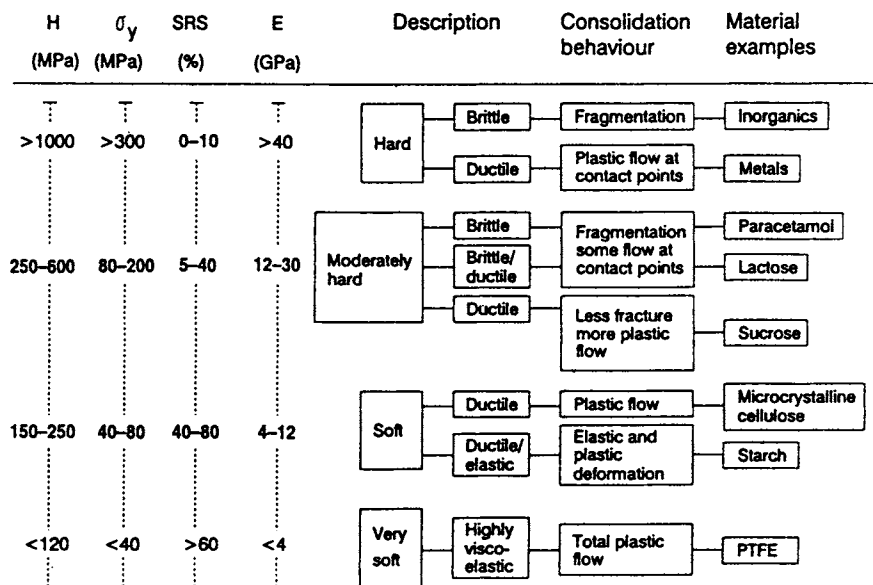 H σy SRS E Description Consolidation Material
(MPa) (MPa) (%) (GPa) behaviour examples
Brittle Fragmentation Inorganics
>1000 >300 0–10 >40 Hard
Ductile Plastic flow at Metals
contact points
Brittle Fragmentation Paracetamol
some flow at
250–600 80–200 5–40 12–30 Moderately Brittle/ contact points Lactose
hard ductile
Ductile Less fracture
more plastic Sucrose
flow
Ductile Plastic flow Microcrystalline
cellulose
150–250 40–80 40–80 4–12 Soft
Ductile/ Elastic and Starch
elastic plastic
deformation
<120 <40 >60 <4 Very Highly Total plastic PTFE
soft visco- flow
elastic